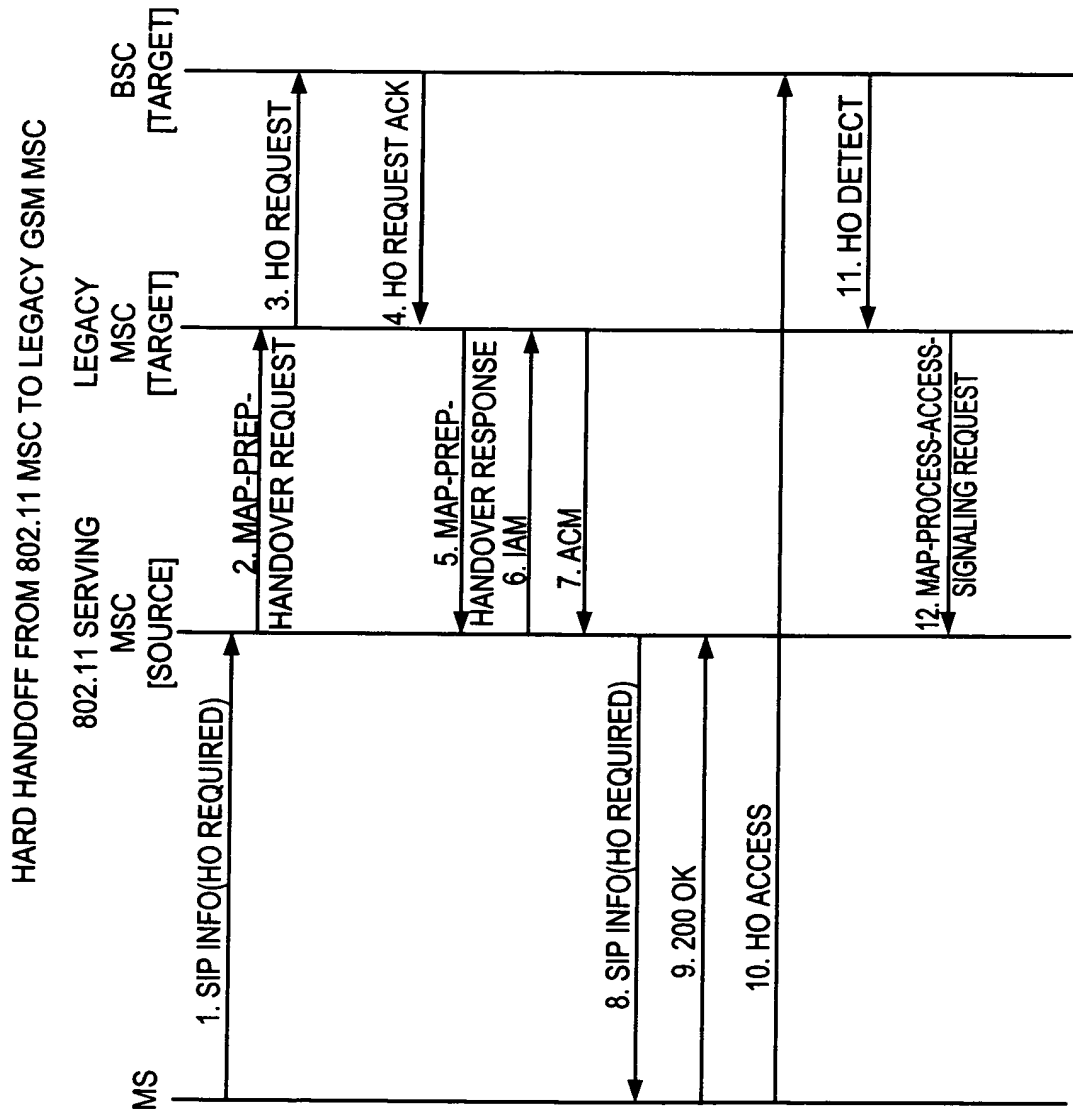 HARD HANDOFF FROM 802.11 MSC TO LEGACY GSM MSC
MS
802.11 SERVING
MSC
[SOURCE]
LEGACY
MSC
[TARGET]
BSC
[TARGET]
1. SIP INFO(HO REQUIRED)
2. MAP-PREP-
HANDOVER REQUEST
3. HO REQUEST
4. HO REQUEST ACK
5. MAP-PREP-
HANDOVER RESPONSE
6. IAM
7. ACM
8. SIP INFO(HO REQUIRED)
9. 200 OK
10. HO ACCESS
11. HO DETECT
12. MAP-PROCESS-ACCESS-
SIGNALING REQUEST